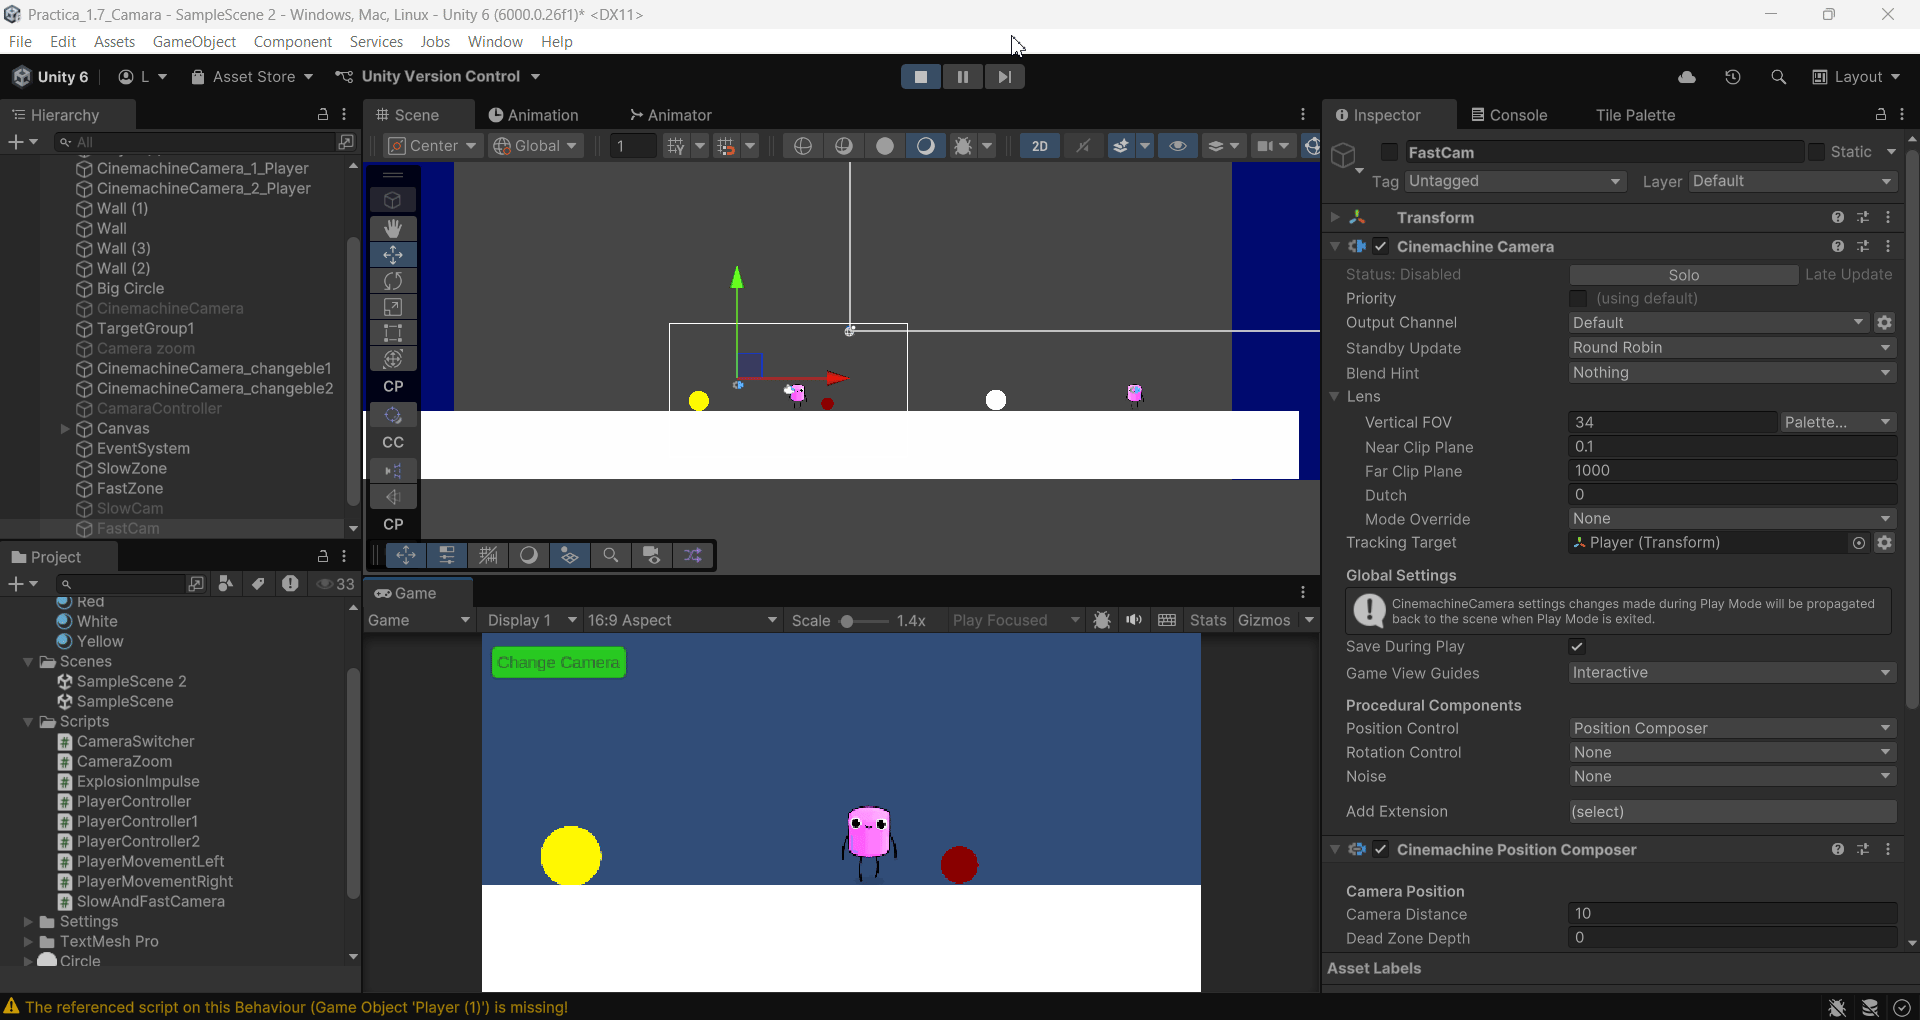 Practica_1.7_Camara - SampleScene 2 - Windows, Mac, Linux - Unity 6 (6000.0.26f1)* <DX11>
File Edit Assets GameObject Component Services Jobs Window Help
Unity 6 L Asset Store Unity Version Control Layout
Hierarchy
All
CinemachineCamera_1_Player
CinemachineCamera_2_Player
Wall (1)
Wall
Wall (3)
Wall (2)
Big Circle
CinemachineCamera
TargetGroup1
Camera zoom
CinemachineCamera_changeble1
CinemachineCamera_changeble2
CamaraController
Canvas
EventSystem
SlowZone
FastZone
SlowCam
FastCam
Project
33
Red
White
Yellow
Scenes
SampleScene 2
SampleScene
Scripts
CameraSwitcher
CameraZoom
ExplosionImpulse
PlayerController
PlayerController1
PlayerController2
PlayerMovementLeft
PlayerMovementRight
SlowAndFastCamera
Settings
TextMesh Pro
Circle
Scene Animation Animator
Center Global 1 2D
CP
CC
CP
Game
Game Display 1 16:9 Aspect Scale 1.4x Play Focused Stats Gizmos
Change Camera
Inspector Console Tile Palette
FastCam Static
Tag Untagged Layer Default
Transform
Cinemachine Camera
Status: Disabled Solo Late Update
Priority (using default)
Output Channel Default
Standby Update Round Robin
Blend Hint Nothing
Lens
Vertical FOV 34 Palette...
Near Clip Plane 0.1
Far Clip Plane 1000
Dutch 0
Mode Override None
Tracking Target Player (Transform)
Global Settings
CinemachineCamera settings changes made during Play Mode will be propagated
back to the scene when Play Mode is exited.
Save During Play
Game View Guides Interactive
Procedural Components
Position Control Position Composer
Rotation Control None
Noise None
Add Extension (select)
Cinemachine Position Composer
Camera Position
Camera Distance 10
Dead Zone Depth 0
Asset Labels
The referenced script on this Behaviour (Game Object 'Player (1)') is missing!